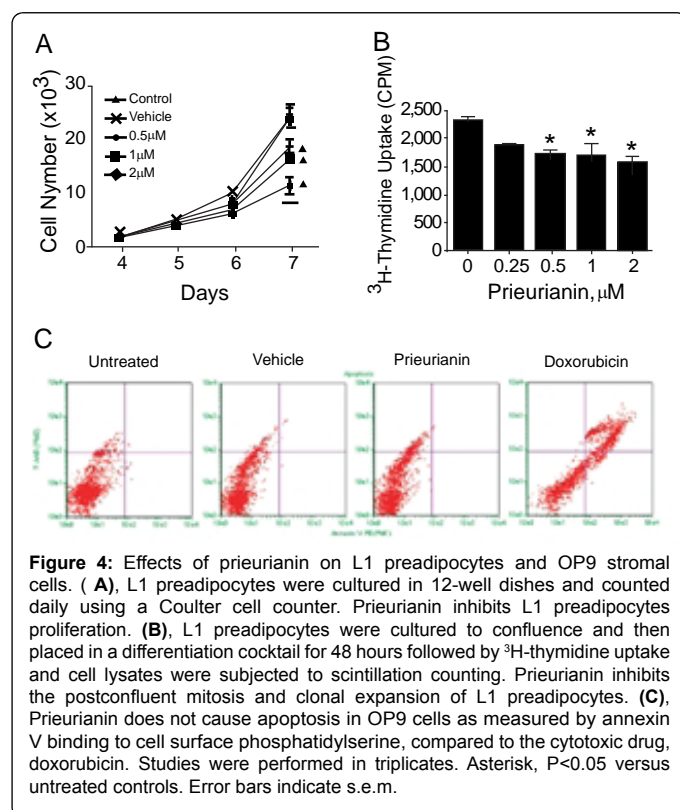 A
Cell Nymber (x10³)
30
20
10
0
Control
Vehicle
0.5µM
1µM
2µM
4 5 6 7
Days
B
³H-Thymidine Uptake (CPM)
2,500
2,000
1,500
1,000
500
0
* * *
0 0.25 0.5 1 2
Prieurianin, µM
C
Untreated Vehicle Prieurianin Doxorubicin
Apoptosis
Figure 4: Effects of prieurianin on L1 preadipocytes and OP9 stromal
cells. ( A), L1 preadipocytes were cultured in 12-well dishes and counted
daily using a Coulter cell counter. Prieurianin inhibits L1 preadipocytes
proliferation. (B), L1 preadipocytes were cultured to confluence and then
placed in a differentiation cocktail for 48 hours followed by ³H-thymidine uptake
and cell lysates were subjected to scintillation counting. Prieurianin inhibits
the postconfluent mitosis and clonal expansion of L1 preadipocytes. (C),
Prieurianin does not cause apoptosis in OP9 cells as measured by annexin
V binding to cell surface phosphatidylserine, compared to the cytotoxic drug,
doxorubicin. Studies were performed in triplicates. Asterisk, P<0.05 versus
untreated controls. Error bars indicate s.e.m.